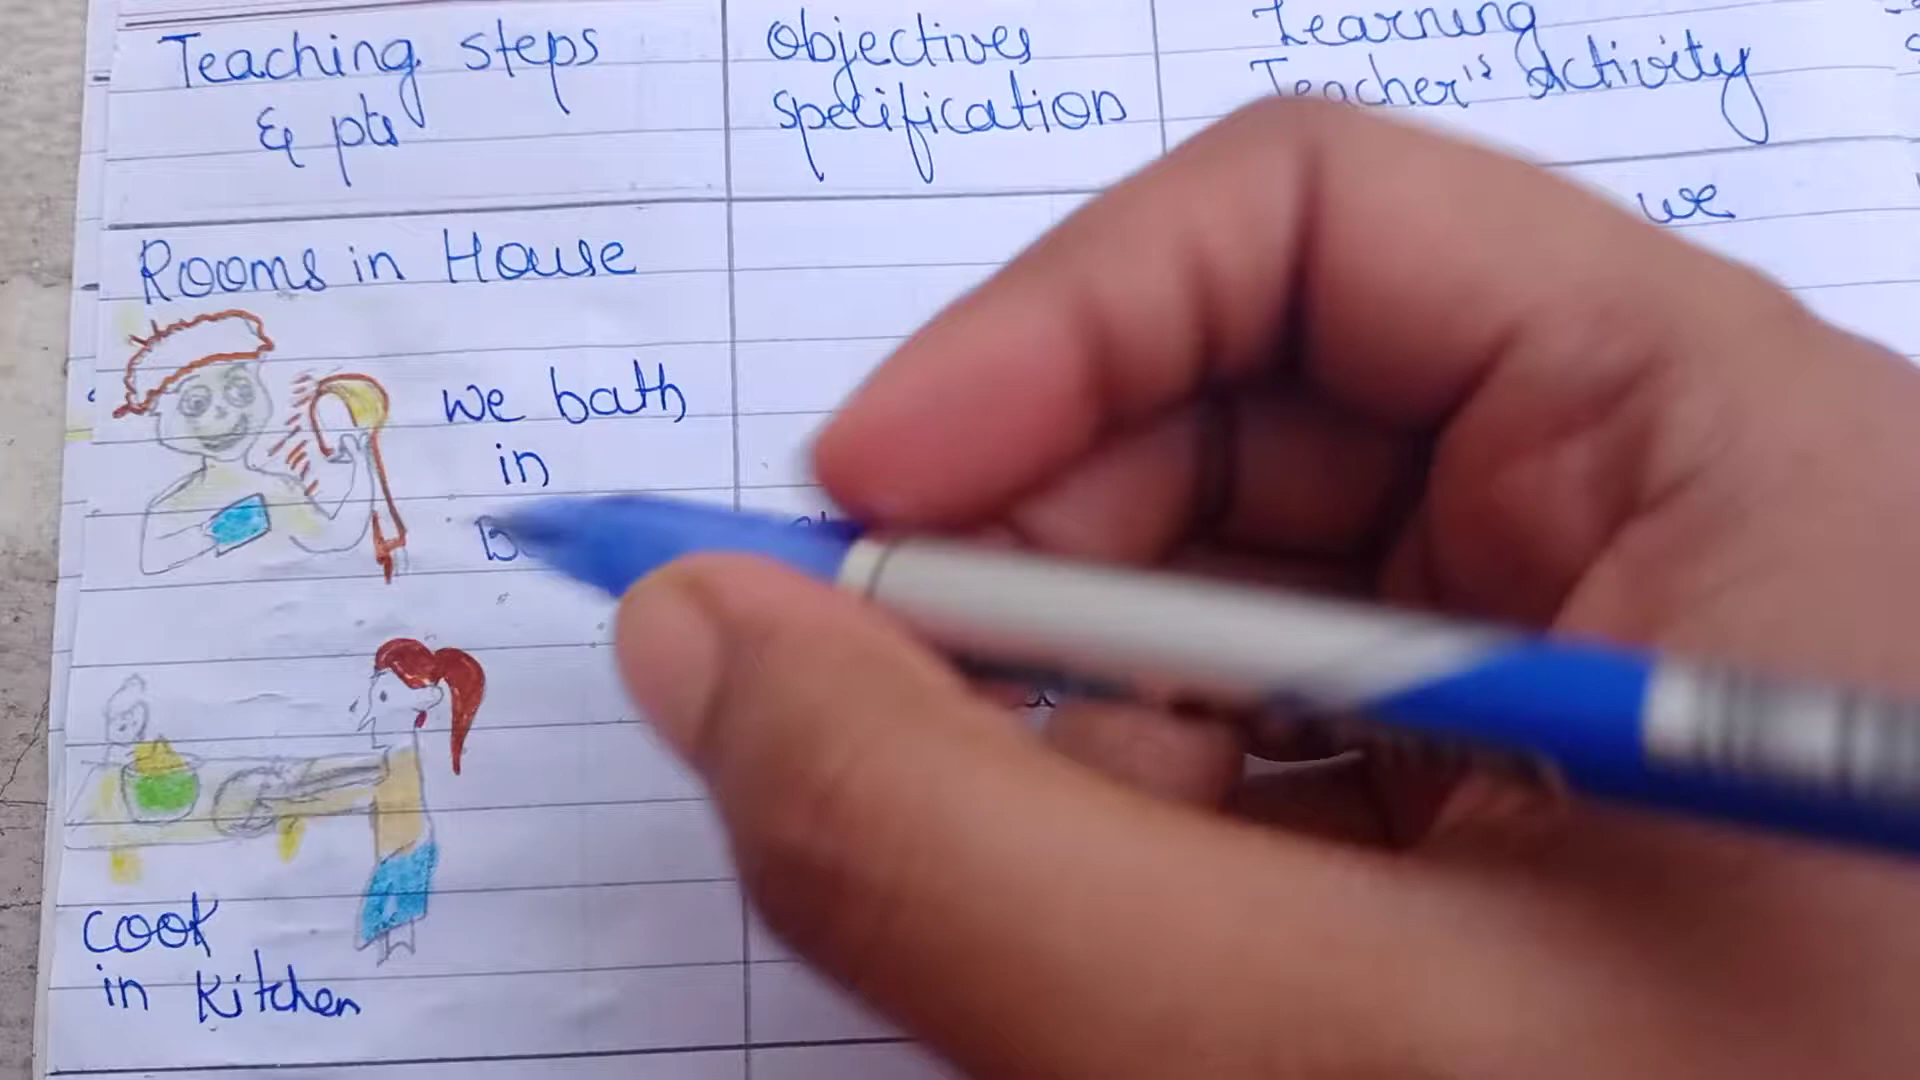 Teaching steps
& pts
Objectives
specification
Learning
Teacher's Activity
we
Rooms in House
we bath
in
cook
in kitchen